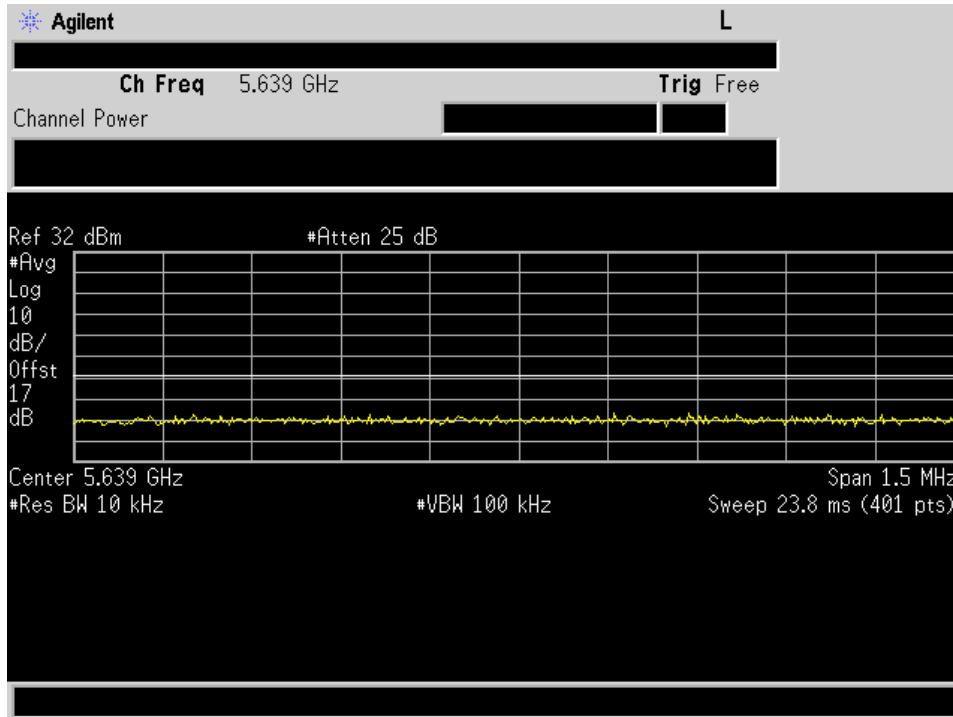 Agilent L
Ch Freq 5.639 GHz Trig Free
Channel Power
Ref 32 dBm #Atten 25 dB
#Avg
Log
10
dB/
Offst
17
dB
Center 5.639 GHz Span 1.5 MHz
#Res BW 10 kHz #VBW 100 kHz Sweep 23.8 ms (401 pts)